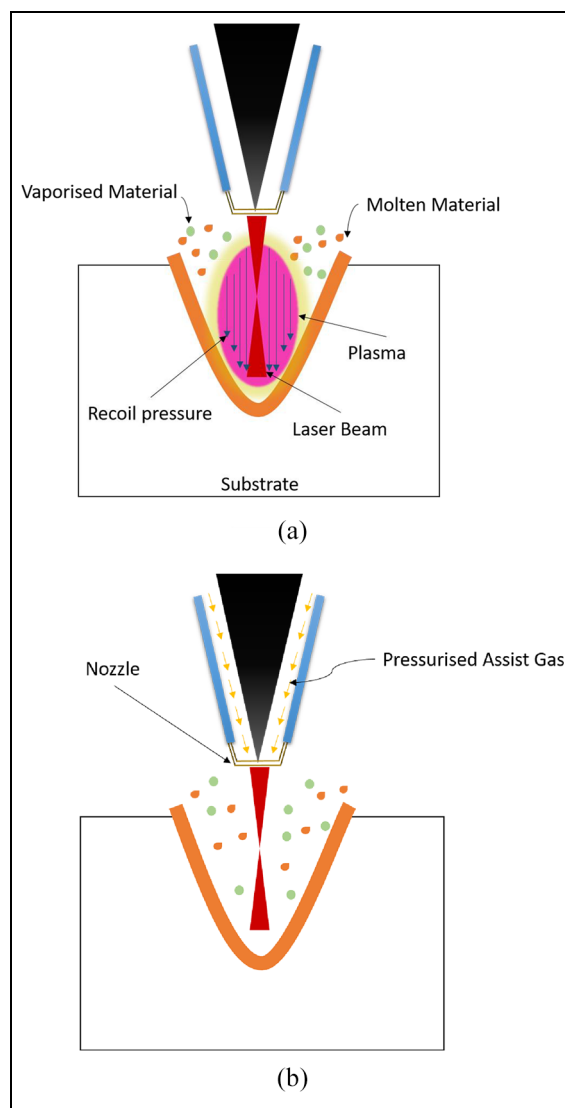 Vaporised Material
Molten Material
Plasma
Recoil pressure
Laser Beam
Substrate
(a)
Nozzle
Pressurised Assist Gas
(b)